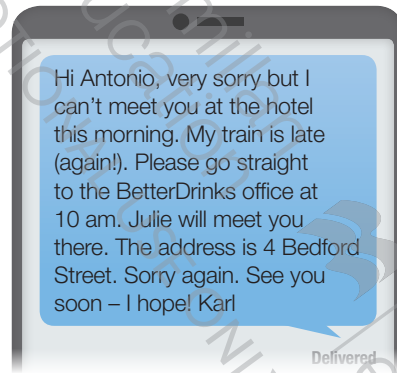 Hi Antonio, very sorry but I
can't meet you at the hotel
this morning. My train is late
(again!). Please go straight
to the BetterDrinks office at
10 am. Julie will meet you
there. The address is 4 Bedford
Street. Sorry again. See you
soon – I hope! Karl
Delivered